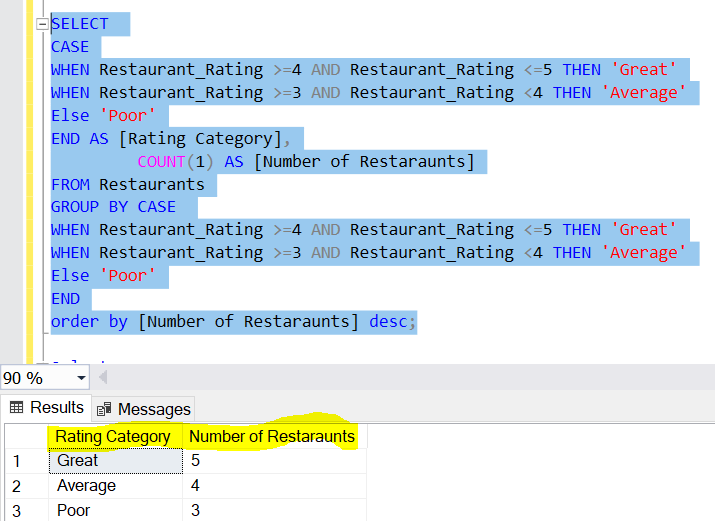 SELECT
CASE
WHEN Restaurant_Rating >=4 AND Restaurant_Rating <=5 THEN 'Great'
WHEN Restaurant_Rating >=3 AND Restaurant_Rating <4 THEN 'Average'
Else 'Poor'
END AS [Rating Category],
COUNT(1) AS [Number of Restaraunts]
FROM Restaurants
GROUP BY CASE
WHEN Restaurant_Rating >=4 AND Restaurant_Rating <=5 THEN 'Great'
WHEN Restaurant_Rating >=3 AND Restaurant_Rating <4 THEN 'Average'
Else 'Poor'
END
order by [Number of Restaraunts] desc;
90 %
Results Messages
Rating Category Number of Restaraunts
1 Great 5
2 Average 4
3 Poor 3